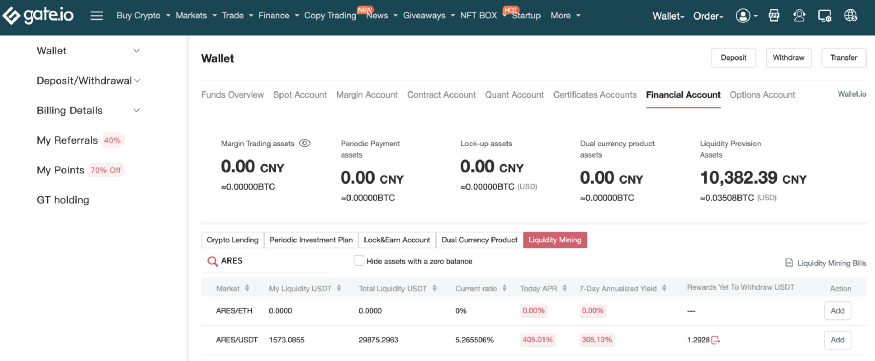 gate.io Buy Crypto Markets Trade Finance Copy Trading NEW News Giveaways NFT BOX HOT Startup More Wallet Order
Wallet
Deposit/Withdrawal
Billing Details
My Referrals 40%
My Points 70% Off
GT holding
Wallet Deposit Withdraw Transfer
Funds Overview Spot Account Margin Account Contract Account Quant Account Certificates Accounts Financial Account Options Account Wallet.io
Margin Trading assets
0.00 CNY
≈0.00000BTC
Periodic Payment
assets
0.00 CNY
≈0.00000BTC
Lock-up assets
0.00 CNY
≈0.00000BTC (USD)
Dual currency product
assets
0.00 CNY
≈0.00000BTC
Liquidity Provision
Assets
10,382.39 CNY
≈0.03508BTC (USD)
Crypto Lending Periodic Investment Plan Lock&Earn Account Dual Currency Product Liquidity Mining
ARES Hide assets with a zero balance Liquidity Mining Bills
Market My Liquidity USDT Total Liquidity USDT Current ratio Today APR 7-Day Annualized Yield Rewards Yet To Withdraw USDT Action
ARES/ETH 0.0000 0.0000 0% 0.00% 0.00% --- Add
ARES/USDT 1573.0855 29875.2963 5.265506% 405.01% 305.13% 1.2928 Add